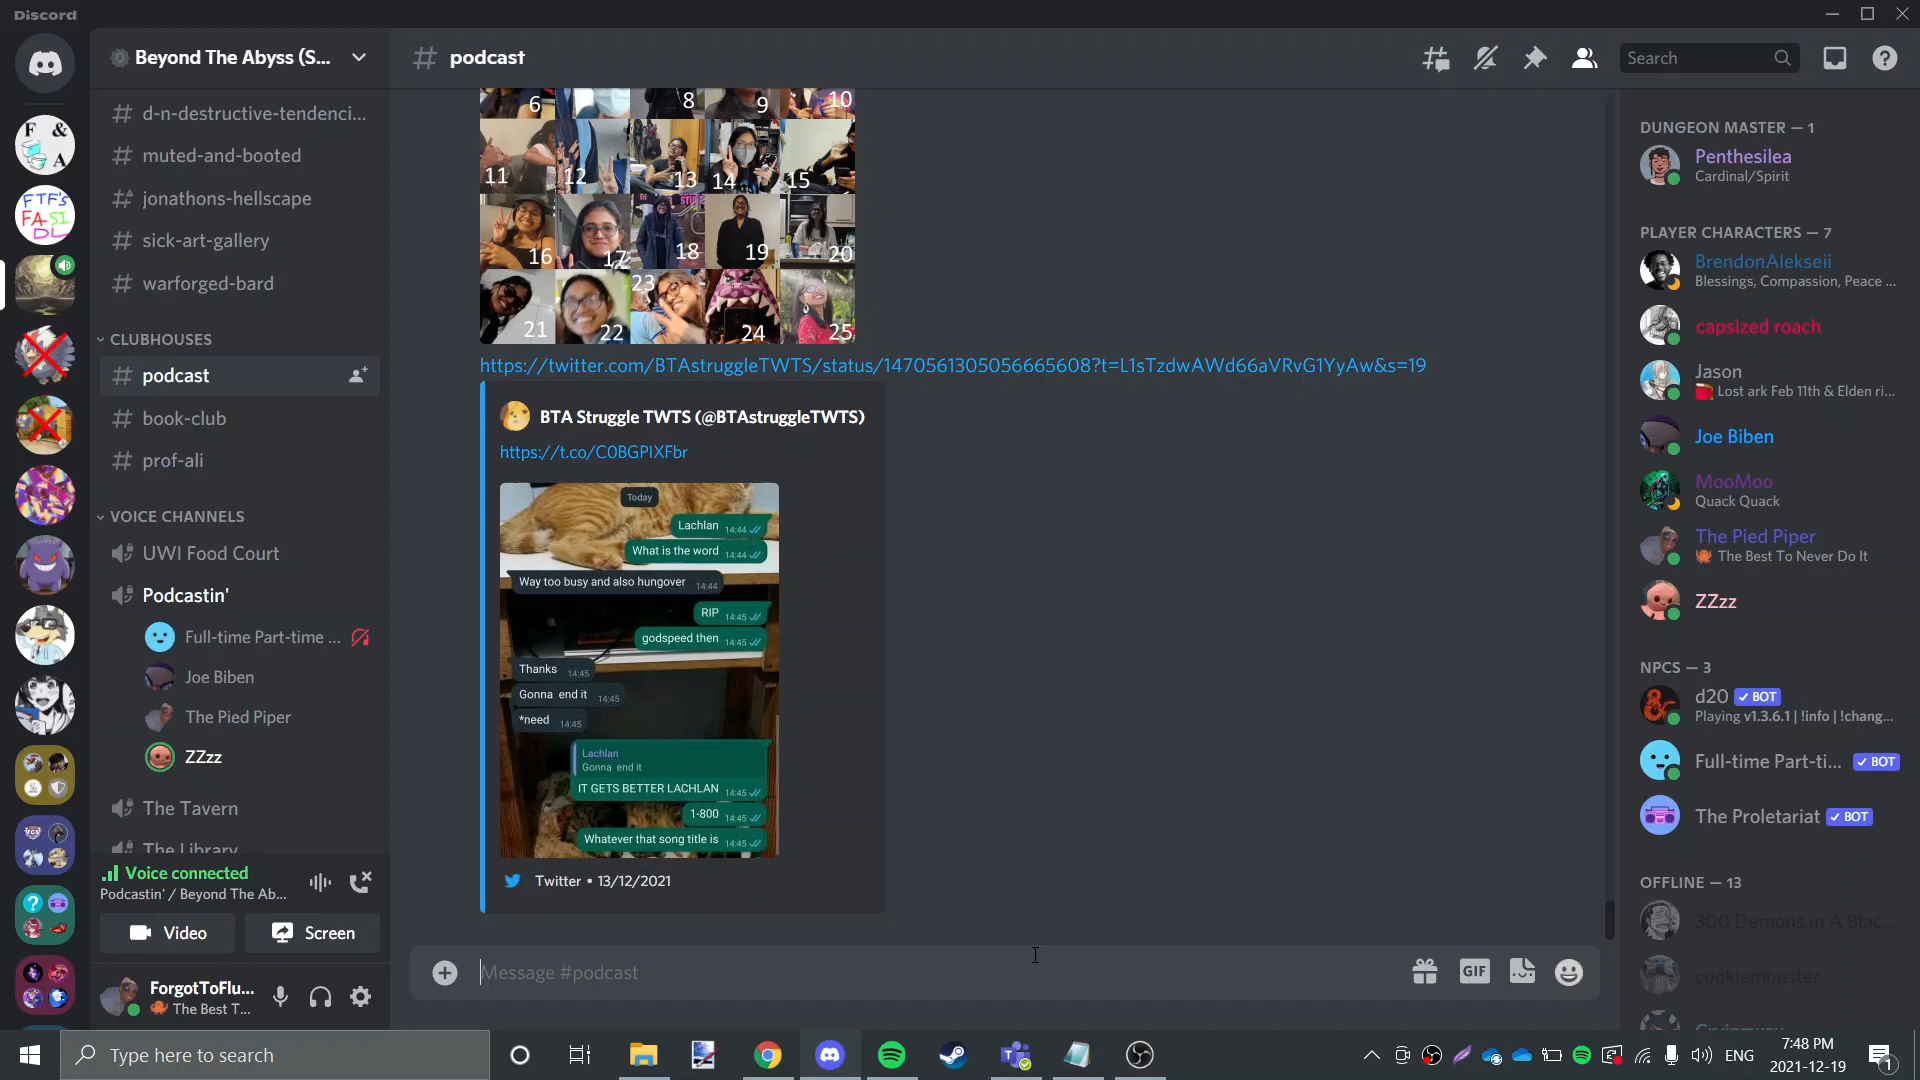 Discord
Beyond The Abyss (S...
podcast
Search
d-n-destructive-tendenci...
muted-and-booted
jonathons-hellscape
sick-art-gallery
warforged-bard
CLUBHOUSES
podcast
book-club
prof-ali
VOICE CHANNELS
UWI Food Court
Podcastin'
Full-time Part-time ...
Joe Biben
The Pied Piper
ZZzz
The Tavern
The Library
Voice connected
Podcastin' / Beyond The Ab...
Video
Screen
ForgotToFlu...
The Best T...
F & A
FTF'S
FASI
DL
6
8
9
10
11
12
13
14
15
16
17
18
19
20
21
22
23
24
25
https://twitter.com/BTAstruggleTWTS/status/1470561305056665608?t=L1sTzdwAWd66aVRvG1YyAw&s=19
BTA Struggle TWTS (@BTAstruggleTWTS)
https://t.co/C0BGPIXFbr
Today
Lachlan 14:44
What is the word 14:44
Way too busy and also hungover 14:44
RIP 14:45
godspeed then 14:45
Thanks 14:45
Gonna end it 14:45
*need 14:45
Lachlan
Gonna end it
IT GETS BETTER LACHLAN 14:45
1-800 14:45
Whatever that song title is 14:45
Twitter • 13/12/2021
Message #podcast
GIF
DUNGEON MASTER — 1
Penthesilea
Cardinal/Spirit
PLAYER CHARACTERS — 7
BrendonAlekseii
Blessings, Compassion, Peace ...
capsized roach
Jason
Lost ark Feb 11th & Elden ri...
Joe Biben
MooMoo
Quack Quack
The Pied Piper
The Best To Never Do It
ZZzz
NPCS — 3
d20 BOT
Playing v1.3.6.1 | !info | !chang...
Full-time Part-ti... BOT
The Proletariat BOT
OFFLINE — 13
300 Demons in A Blac...
cookiemonster
Type here to search
ENG
7:48 PM
2021-12-19
1